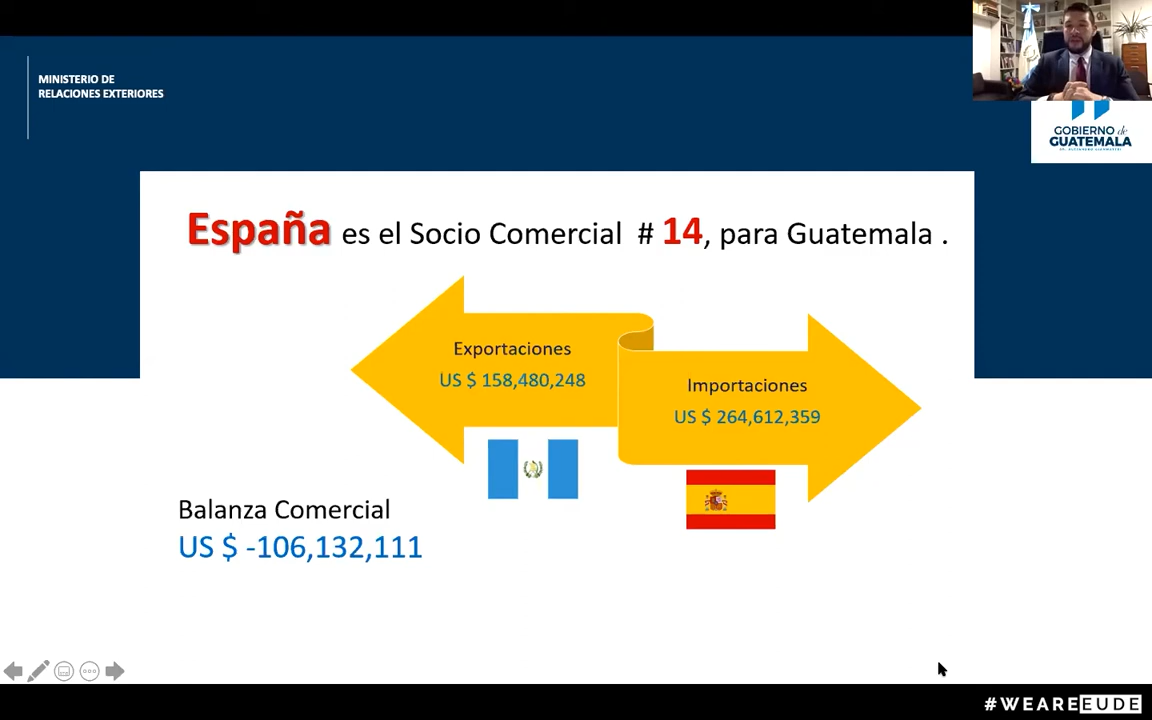 MINISTERIO DE
RELACIONES EXTERIORES
GOBIERNO de
GUATEMALA
España es el Socio Comercial # 14, para Guatemala .
Exportaciones
US $ 158,480,248
Importaciones
US $ 264,612,359
Balanza Comercial
US $ -106,132,111
#WEAREEUDE